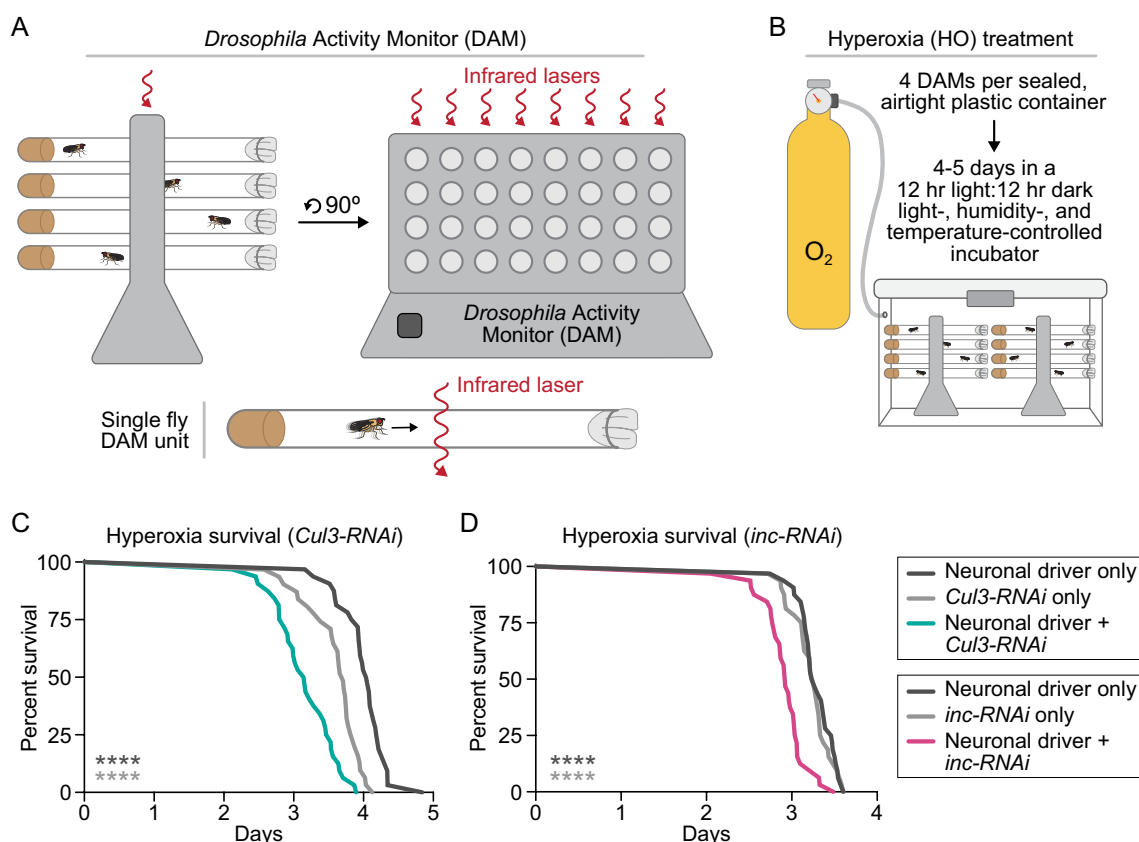 A
Drosophila Activity Monitor (DAM)
Infrared lasers
90º
Drosophila Activity
Monitor (DAM)
Infrared laser
Single fly
DAM unit
B
Hyperoxia (HO) treatment
4 DAMs per sealed,
airtight plastic container
4-5 days in a
12 hr light:12 hr dark
light-, humidity-, and
temperature-controlled
incubator
O2
C
Hyperoxia survival (Cul3-RNAi)
Percent survival
100
75
50
25
0
****
****
0 1 2 3 4 5
Days
D
Hyperoxia survival (inc-RNAi)
Percent survival
100
75
50
25
0
****
****
0 1 2 3 4
Days
Neuronal driver only
Cul3-RNAi only
Neuronal driver +
Cul3-RNAi
Neuronal driver only
inc-RNAi only
Neuronal driver +
inc-RNAi